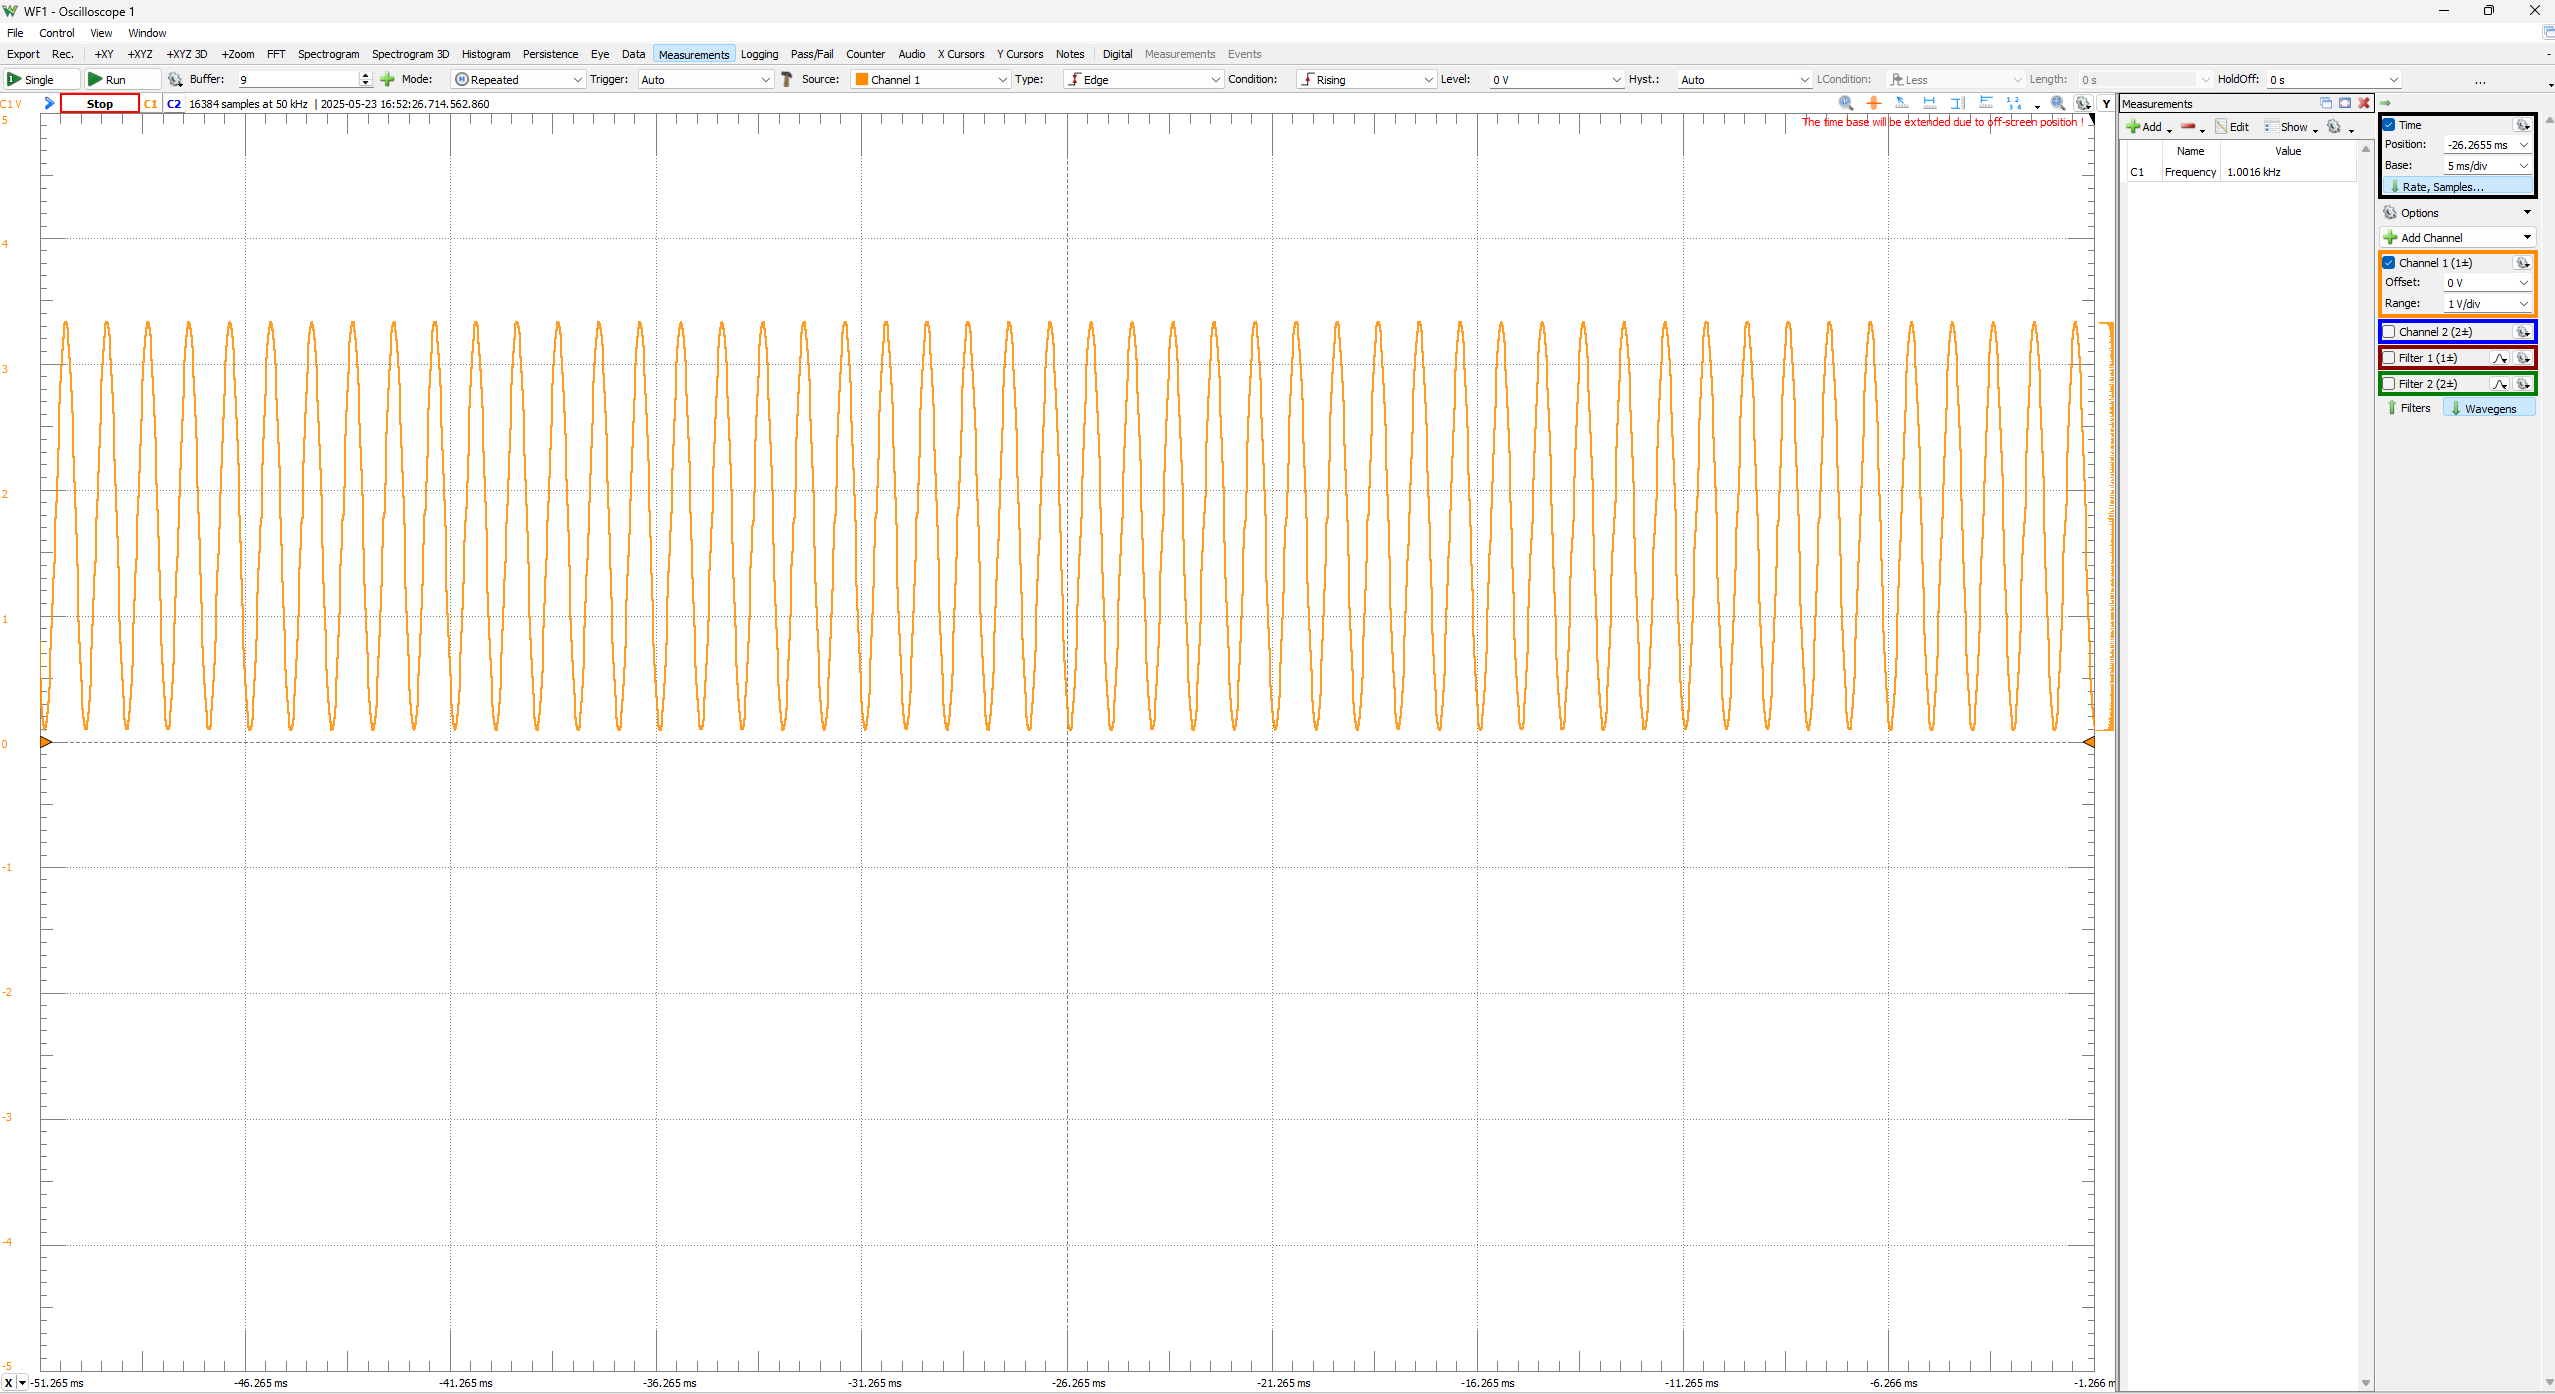 WF1 - Oscilloscope 1
File Control View Window
Export Rec. +XY +XYZ +XYZ 3D +Zoom FFT Spectrogram Spectrogram 3D Histogram Persistence Eye Data Measurements Logging Pass/Fail Counter Audio X Cursors Y Cursors Notes Digital Measurements Events
Single Run Buffer: 9 Mode: Repeated Trigger: Auto Source: Channel 1 Type: Edge Condition: Rising Level: 0 V Hyst.: Auto LCondition: Less Length: 0 s HoldOff: 0 s ...
C1 V Stop C1 C2 16384 samples at 50 kHz | 2025-05-23 16:52:26.714.562.860 Y
The time base will be extended due to off-screen position !
5
4
3
2
1
0
-1
-2
-3
-4
-5
X -51.265 ms -46.265 ms -41.265 ms -36.265 ms -31.265 ms -26.265 ms -21.265 ms -16.265 ms -11.265 ms -6.266 ms -1.266 m
Measurements
Add Edit Show
Name Value
C1 Frequency 1.0016 kHz
Time
Position: -26.2655 ms
Base: 5 ms/div
Rate, Samples...
Options
Add Channel
Channel 1 (1±)
Offset: 0 V
Range: 1 V/div
Channel 2 (2±)
Filter 1 (1±)
Filter 2 (2±)
Filters Wavegens